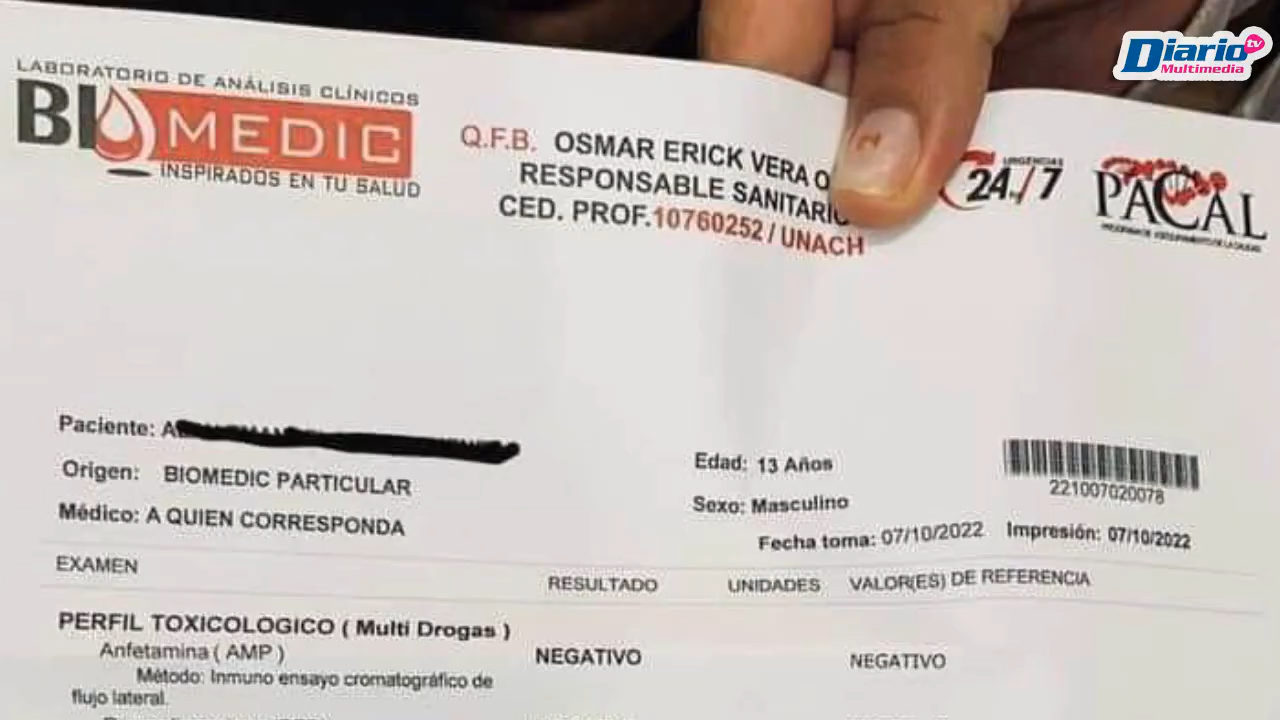 Diario tv
Multimedia
LABORATORIO DE ANÁLISIS CLÍNICOS
BIOMEDIC
INSPIRADOS EN TU SALUD
Q.F.B. OSMAR ERICK VERA
RESPONSABLE SANITARIO
CED. PROF.10760252 / UNACH
URGENCIAS
24/7
PACAL
Paciente:
Origen: BIOMEDIC PARTICULAR
Médico: A QUIEN CORRESPONDA
Edad: 13 Años
Sexo: Masculino
Fecha toma: 07/10/2022
221007020078
Impresión: 07/10/2022
EXAMEN RESULTADO UNIDADES VALOR(ES) DE REFERENCIA
PERFIL TOXICOLOGICO ( Multi Drogas )
Anfetamina ( AMP ) NEGATIVO NEGATIVO
Método: Inmuno ensayo cromatográfico de
flujo lateral.